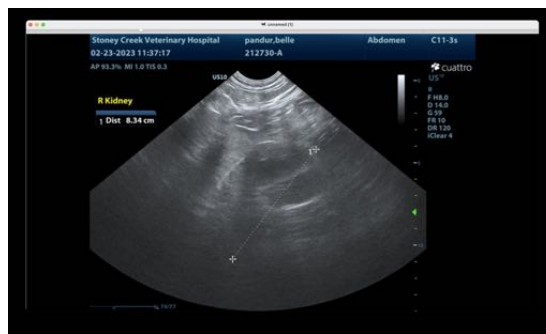 Stoney Creek Veterinary Hospital pandur,belle Abdomen C11-3s
02-23-2023 11:37:17 212730-A
AP 93.3% MI 1.0 TIS 0.3
cuattro
US10
US
R Kidney
1 Dist 8.34 cm
F H8.0
D 14.0
G 59
FR 10
DR 120
iClear 4
1